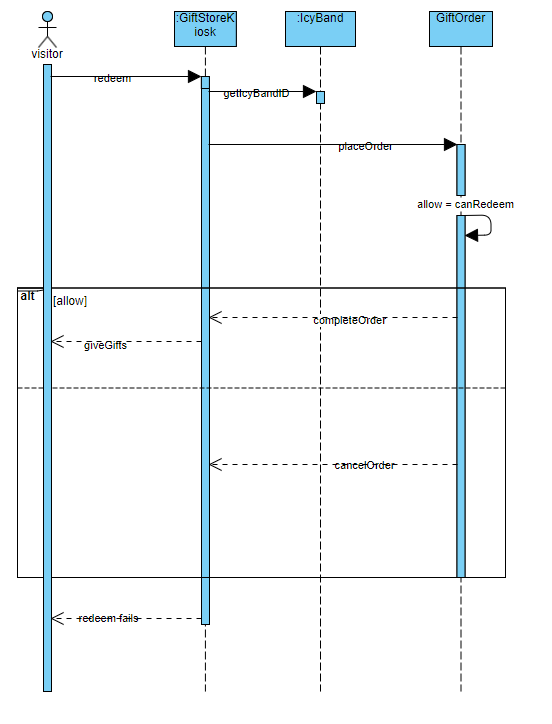 :GiftStoreK
iosk
:IcyBand
GiftOrder
visitor
redeem
getIcyBandID
placeOrder
allow = canRedeem
alt
[allow]
completeOrder
giveGifts
cancelOrder
redeem fails